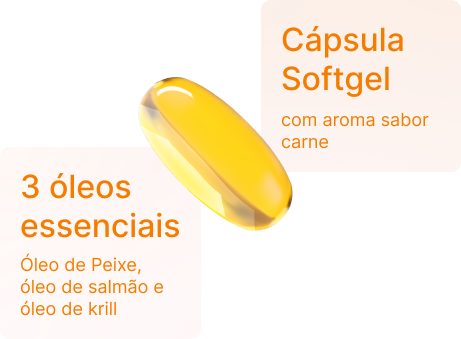 Cápsula
Softgel
com aroma sabor
carne
3 óleos
essenciais
Óleo de Peixe,
óleo de salmão e
óleo de krill